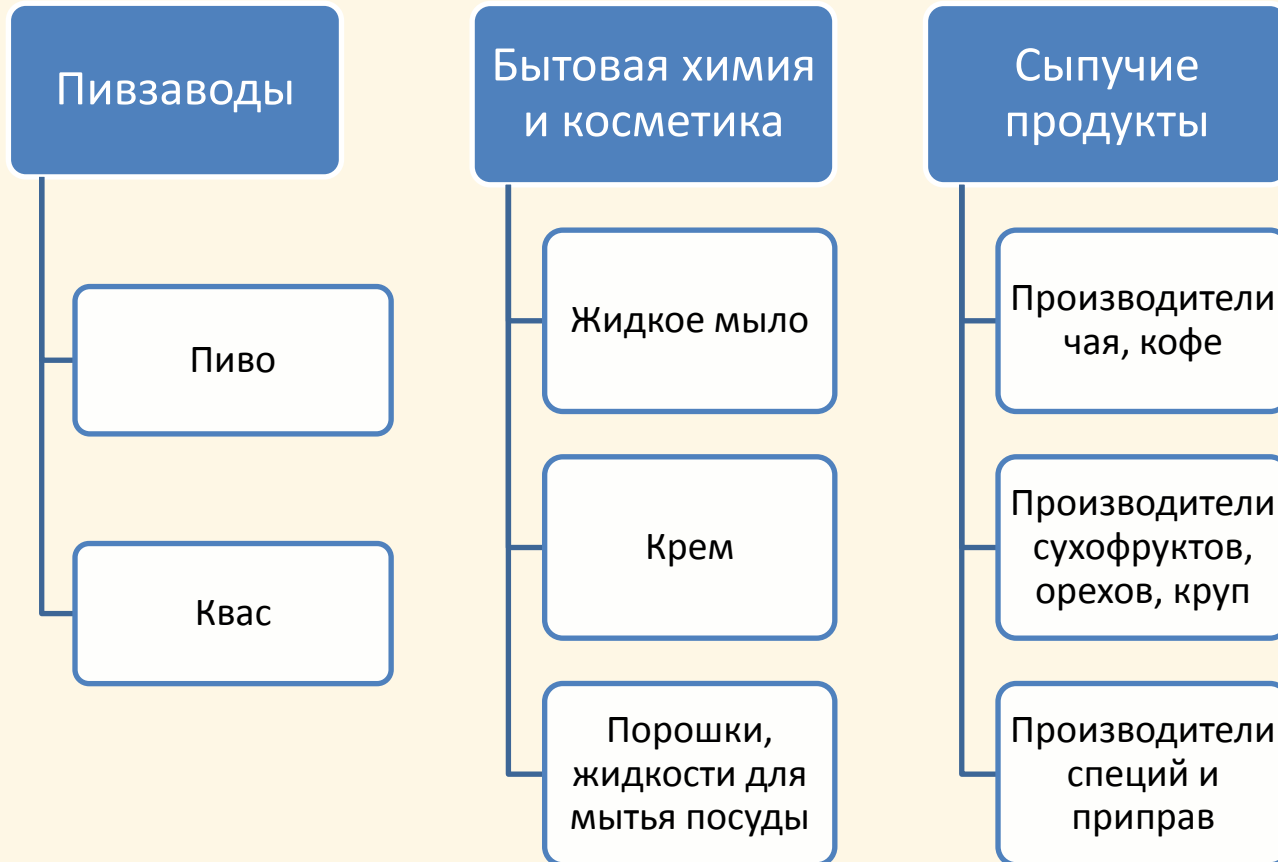 Пивзаводы
Пиво
Квас
Бытовая химия
и косметика
Жидкое мыло
Крем
Порошки,
жидкости для
мытья посуды
Сыпучие
продукты
Производители
чая, кофе
Производители
сухофруктов,
орехов, круп
Производители
специй и
приправ